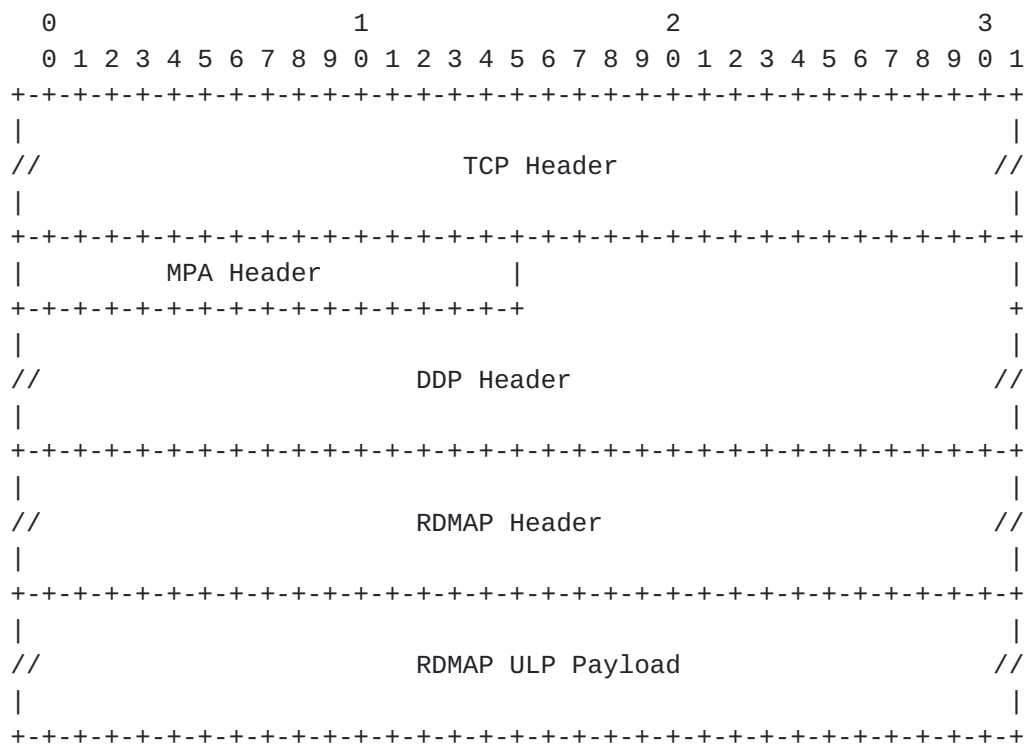 0                   1                   2                   3
  0 1 2 3 4 5 6 7 8 9 0 1 2 3 4 5 6 7 8 9 0 1 2 3 4 5 6 7 8 9 0 1
+-+-+-+-+-+-+-+-+-+-+-+-+-+-+-+-+-+-+-+-+-+-+-+-+-+-+-+-+-+-+-+-+
|                                                               |
//                           TCP Header                        //
|                                                               |
+-+-+-+-+-+-+-+-+-+-+-+-+-+-+-+-+-+-+-+-+-+-+-+-+-+-+-+-+-+-+-+-+
|         MPA Header            |                               |
+-+-+-+-+-+-+-+-+-+-+-+-+-+-+-+-+                               +
|                                                               |
//                        DDP Header                           //
|                                                               |
+-+-+-+-+-+-+-+-+-+-+-+-+-+-+-+-+-+-+-+-+-+-+-+-+-+-+-+-+-+-+-+-+
|                                                               |
//                        RDMAP Header                         //
|                                                               |
+-+-+-+-+-+-+-+-+-+-+-+-+-+-+-+-+-+-+-+-+-+-+-+-+-+-+-+-+-+-+-+-+
|                                                               |
//                        RDMAP ULP Payload                    //
|                                                               |
+-+-+-+-+-+-+-+-+-+-+-+-+-+-+-+-+-+-+-+-+-+-+-+-+-+-+-+-+-+-+-+-+